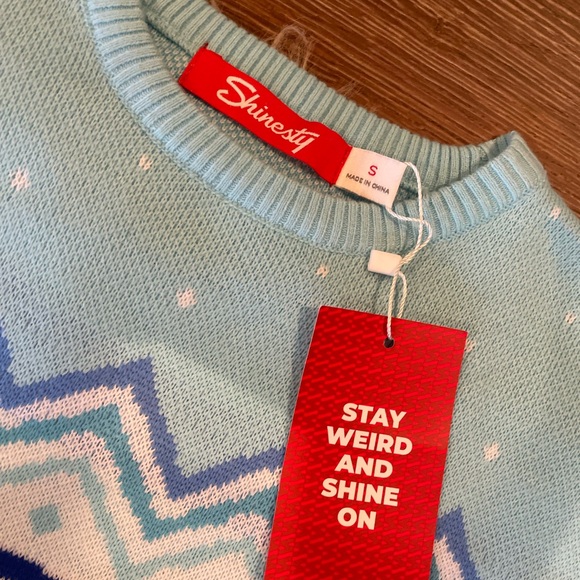 Shinesty
S
MADE IN CHINA
STAY
WEIRD
AND
SHINE
ON